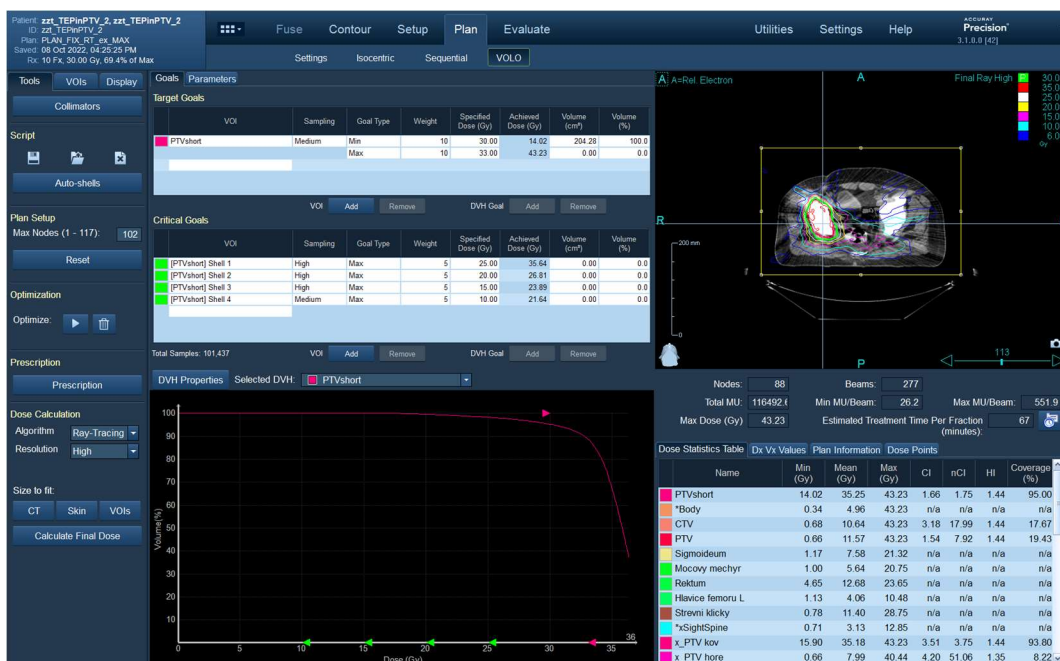 Patient: zzt_TEPinPTV_2, zzt_TEPinPTV_2
ID: zzt_TEPinPTV_2
Plan: PLAN_FIX_RT_ex_MAX
Saved: 08 Oct 2022, 04:25:25 PM
Rx: 10 Fx, 30.00 Gy, 69.4% of Max
Fuse Contour Setup Plan Evaluate Utilities Settings Help
ACCURAY
Precision
3.1.0.0 [42]
Settings Isocentric Sequential VOLO
Tools VOIs Display
Collimators
Script
Auto-shells
Plan Setup
Max Nodes (1 - 117): 102
Reset
Optimization
Optimize:
Prescription
Prescription
Dose Calculation
Algorithm Ray-Tracing
Resolution High
Size to fit:
CT Skin VOIs
Calculate Final Dose
Goals Parameters
Target Goals
VOI Sampling Goal Type Weight Specified Dose (Gy) Achieved Dose (Gy) Volume (cm³) Volume (%)
PTVshort Medium Min 10 30.00 14.02 204.28 100.0
Max 10 33.00 43.23 0.00 0.0
VOI Add Remove DVH Goal Add Remove
Critical Goals
VOI Sampling Goal Type Weight Specified Dose (Gy) Achieved Dose (Gy) Volume (cm³) Volume (%)
[PTVshort] Shell 1 High Max 5 25.00 35.64 0.00 0.0
[PTVshort] Shell 2 High Max 5 20.00 26.81 0.00 0.0
[PTVshort] Shell 3 High Max 5 15.00 23.89 0.00 0.0
[PTVshort] Shell 4 Medium Max 5 10.00 21.64 0.00 0.0
Total Samples: 101,437 VOI Add Remove DVH Goal Add Remove
DVH Properties Selected DVH: PTVshort
Volume(%)
100
90
80
70
60
50
40
30
20
10
36
0 5 10 15 20 25 30 35
Dose (Gy)
A A=Rel. Electron A Final Ray High P 30.0
35.0
25.0
20.0
15.0
10.0
6.0
Gy
R
200 mm
0
P
113
Nodes: 88 Beams: 277
Total MU: 116492.6 Min MU/Beam: 26.2 Max MU/Beam: 551.9
Max Dose (Gy) 43.23 Estimated Treatment Time Per Fraction (minutes): 67
Dose Statistics Table Dx Vx Values Plan Information Dose Points
Name Min (Gy) Mean (Gy) Max (Gy) CI nCI HI Coverage (%)
PTVshort 14.02 35.25 43.23 1.66 1.75 1.44 95.00
*Body 0.34 4.96 43.23 n/a n/a n/a n/a
CTV 0.68 10.64 43.23 3.18 17.99 1.44 17.67
PTV 0.66 11.57 43.23 1.54 7.92 1.44 19.43
Sigmoideum 1.17 7.58 21.32 n/a n/a n/a n/a
Mocovy mechyr 1.00 5.64 20.75 n/a n/a n/a n/a
Rektum 4.65 12.68 23.65 n/a n/a n/a n/a
Hlavice femoru L 1.13 4.06 10.48 n/a n/a n/a n/a
Strevni klicky 0.78 11.40 28.75 n/a n/a n/a n/a
*xSightSpine 0.71 3.13 12.85 n/a n/a n/a n/a
x_PTV kov 15.90 35.18 43.23 3.51 3.75 1.44 93.80
x_PTV hore 0.66 7.99 40.44 4.20 51.06 1.35 8.22